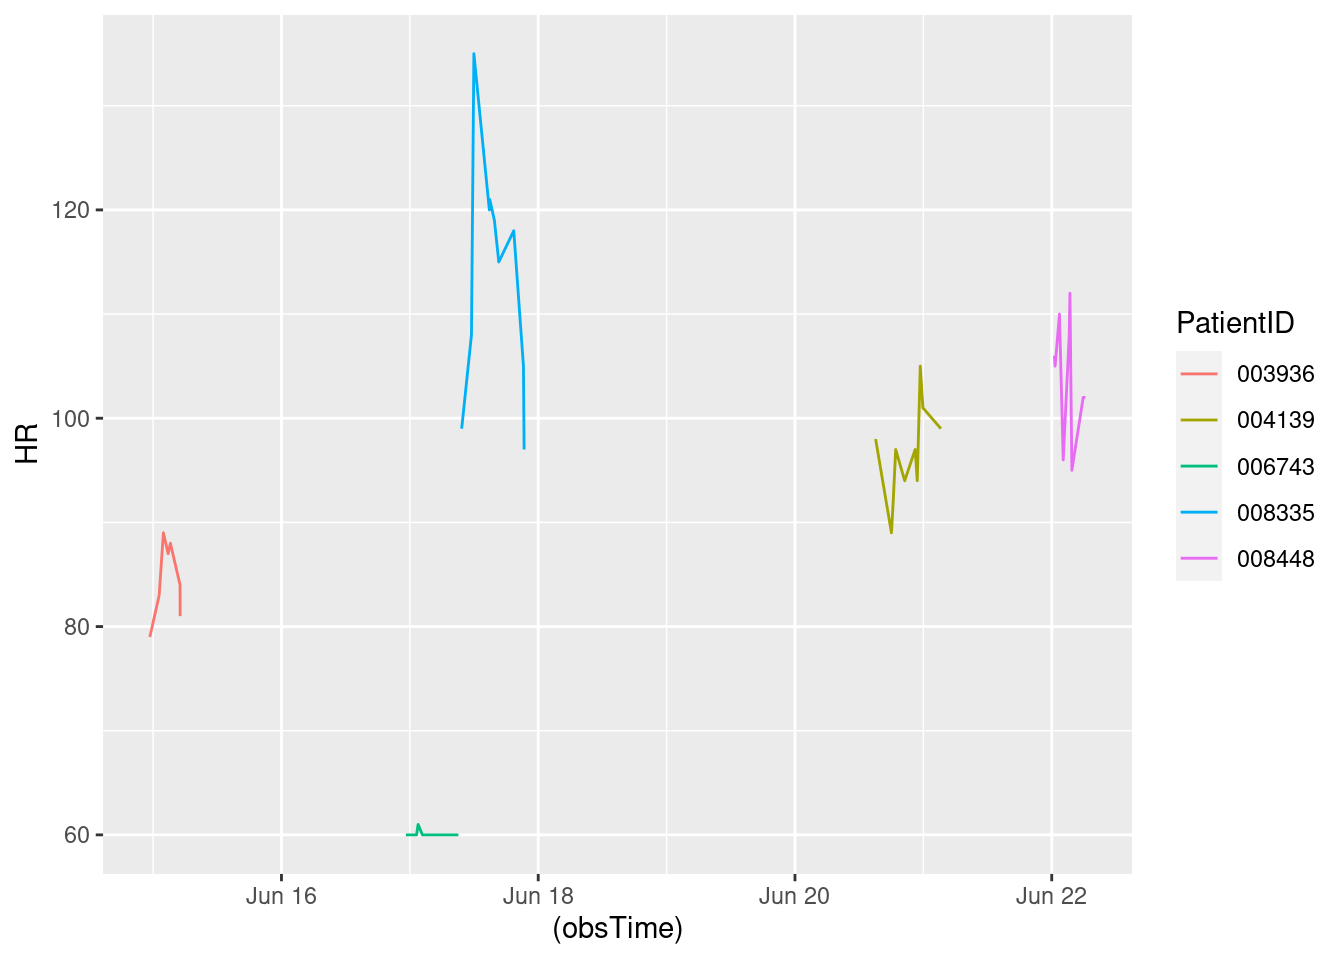 HR
120
100
80
60
Jun 16
Jun 18
Jun 20
Jun 22
(obsTime)
PatientID
003936
004139
006743
008335
008448